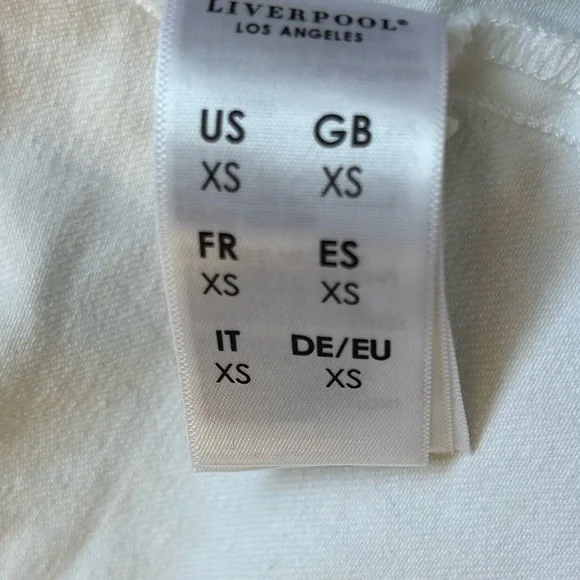 LIVERPOOL®
LOS ANGELES
US GB
XS XS
FR ES
XS XS
IT DE/EU
XS XS